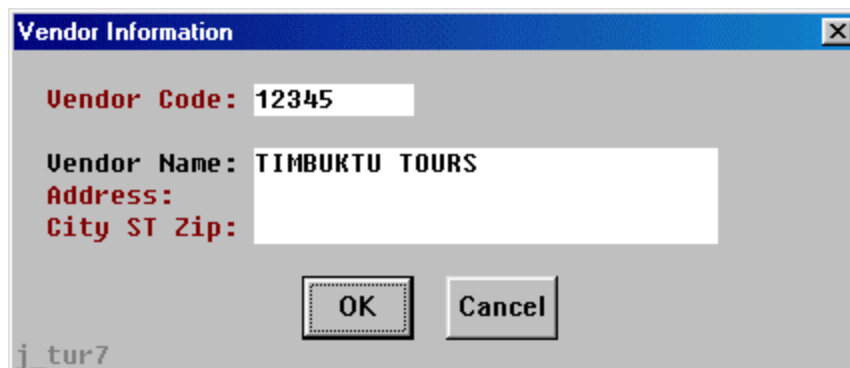 Vendor Information
Vendor Code: 12345
Vendor Name: TIMBUKTU TOURS
Address:
City ST Zip:
OK Cancel
j_tur7